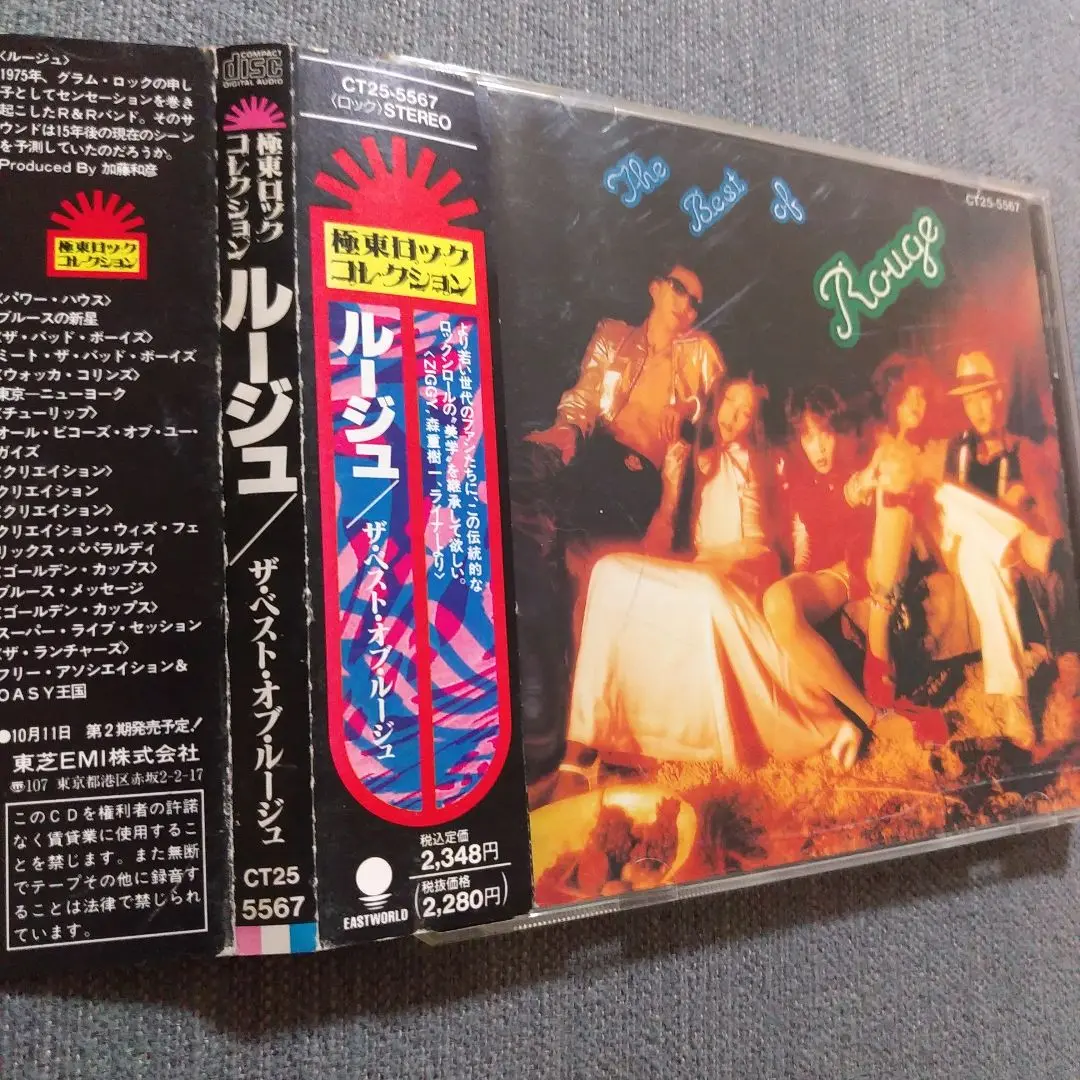 〈ルージュ〉
1975年、グラム・ロックの申し
子としてセンセーションを巻き
起こしたR&Rバンド。そのサ
ウンドは15年後の現在のシーン
を予測していたのだろうか。
Produced By 加藤和彦
極東ロック
コレクション
〈パワー・ハウス〉
ブルースの新星
〈ザ・バッド・ボーイズ〉
ミート・ザ・バッド・ボーイズ
〈ウォッカ・コリンズ〉
東京―ニューヨーク
〈チューリップ〉
オール・ビコーズ・オブ・ユー・
ガイズ
〈クリエイション〉
クリエイション
〈クリエイション〉
クリエイション・ウィズ・フェ
リックス・パパラルディ
〈ゴールデン・カップス〉
ブルース・メッセージ
〈ゴールデン・カップス〉
スーパー・ライブ・セッション
〈ザ・ランチャーズ〉
フリー・アソシエイション&
OASY王国
●10月11日 第2期発売予定!
東芝EMI株式会社
〠107 東京都港区赤坂2-2-17
このCDを権利者の許諾
なく賃貸業に使用するこ
とを禁じます。また無断
でテープその他に録音す
ることは法律で禁じられ
ています。
COMPACT
disc
DIGITAL AUDIO
極東ロック
コレクション
ルージュ/ザ・ベスト・オブ・ルージュ
CT25
5567
CT25-5567
〈ロック〉STEREO
極東ロック
コレクション
より若い世代のファンたちに、この伝統的な
ロックンロールの“美学”を継承して欲しい。
〈ZIGGY、森重樹一、ライナーより〉
ルージュ/ザ・ベスト・オブ・ルージュ
EASTWORLD
税込定価
2,348円
(税抜価格
2,280円)
CT25-5567
The Best of
Rouge